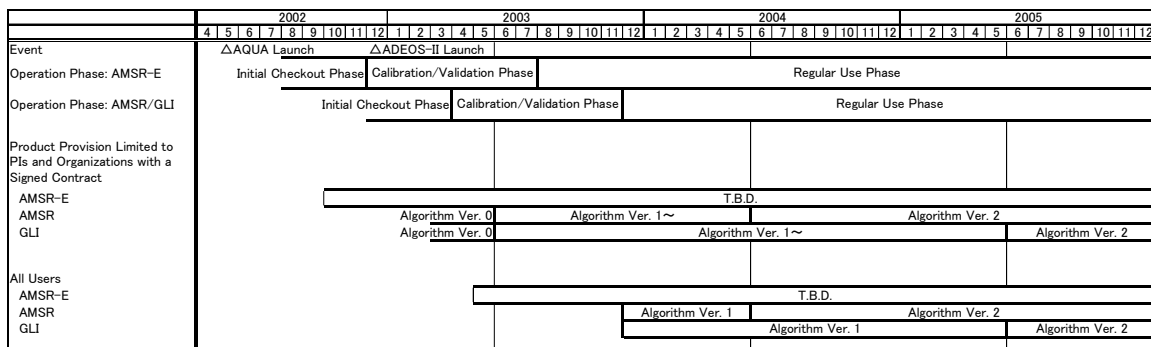 2002 2003 2004 2005
4 5 6 7 8 9 10 11 12 1 2 3 4 5 6 7 8 9 10 11 12 1 2 3 4 5 6 7 8 9 10 11 12 1 2 3 4 5 6 7 8 9 10 11 12
Event △AQUA Launch △ADEOS-II Launch
Operation Phase: AMSR-E Initial Checkout Phase Calibration/Validation Phase Regular Use Phase
Operation Phase: AMSR/GLI Initial Checkout Phase Calibration/Validation Phase Regular Use Phase
Product Provision Limited to
PIs and Organizations with a
Signed Contract
AMSR-E T.B.D.
AMSR Algorithm Ver. 0 Algorithm Ver. 1~ Algorithm Ver. 2
GLI Algorithm Ver. 0 Algorithm Ver. 1~ Algorithm Ver. 2
All Users
AMSR-E T.B.D.
AMSR Algorithm Ver. 1 Algorithm Ver. 2
GLI Algorithm Ver. 1 Algorithm Ver. 2